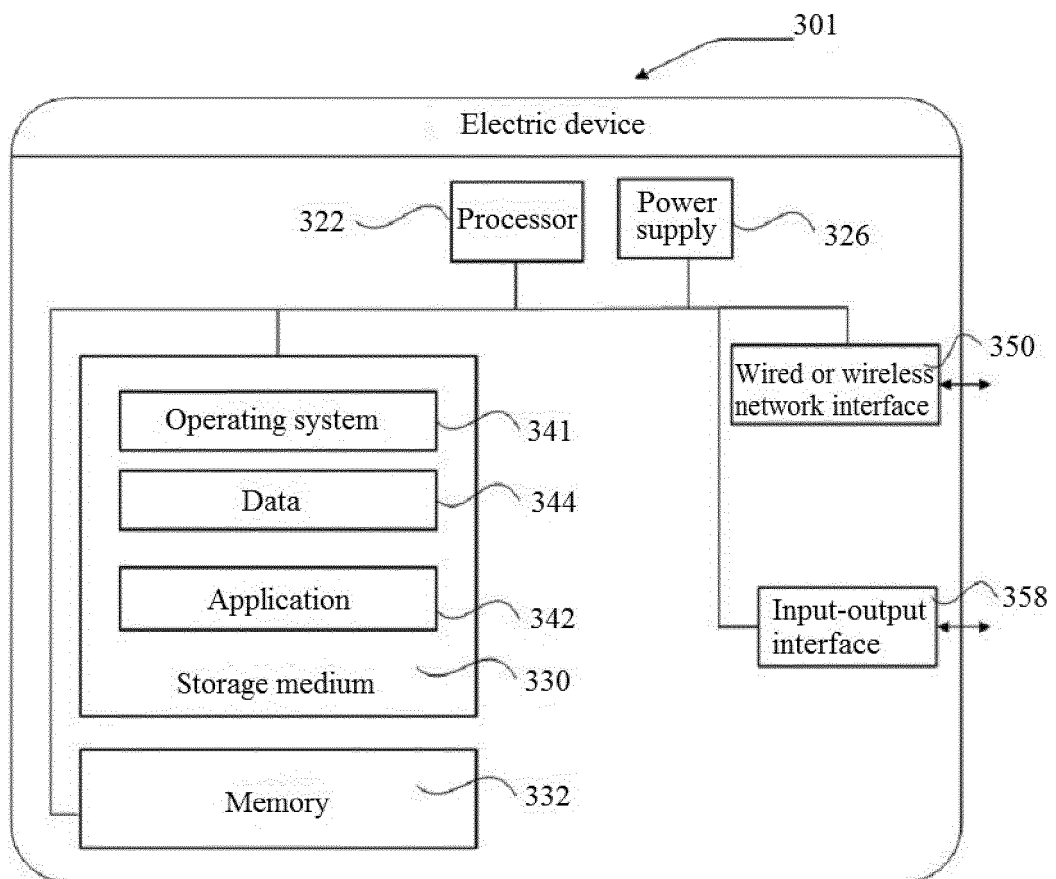 301
Electric device
322
Processor
Power
supply
326
350
Wired or wireless
network interface
Operating system
341
Data
344
Application
342
358
Input-output
interface
Storage medium
330
Memory
332